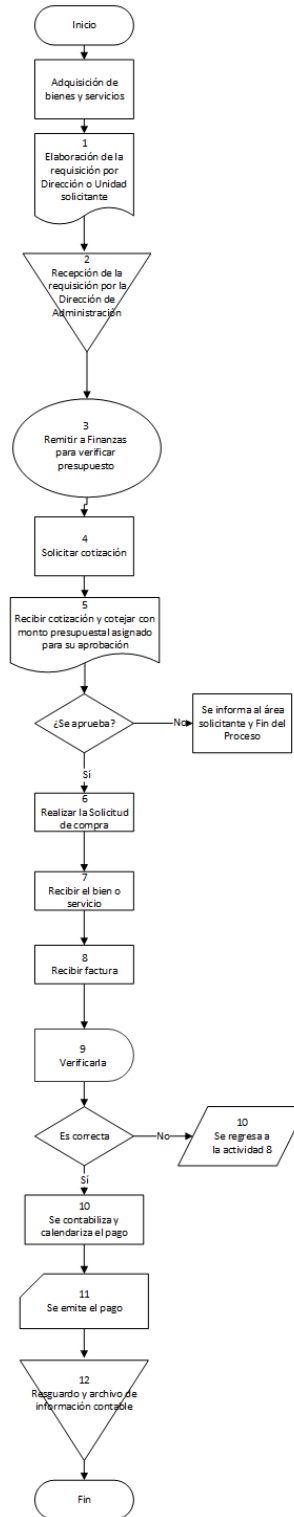 Inicio
Adquisición de
bienes y servicios
1
Elaboración de la
requisición por
Dirección o Unidad
solicitante
2
Recepción de la
requisición por la
Dirección de
Administración
3
Remitir a Finanzas
para verificar
presupuesto
4
Solicitar cotización
5
Recibir cotización y cotejar con
monto presupuestal asignado
para su aprobación
¿Se aprueba?
No
Se informa al área
solicitante y Fin del
Proceso
Sí
6
Realizar la Solicitud
de compra
7
Recibir el bien o
servicio
8
Recibir factura
9
Verificarla
Es correcta
No
10
Se regresa a
la actividad 8
Sí
10
Se contabiliza y
calendariza el pago
11
Se emite el pago
12
Resguardo y archivo de
información contable
Fin